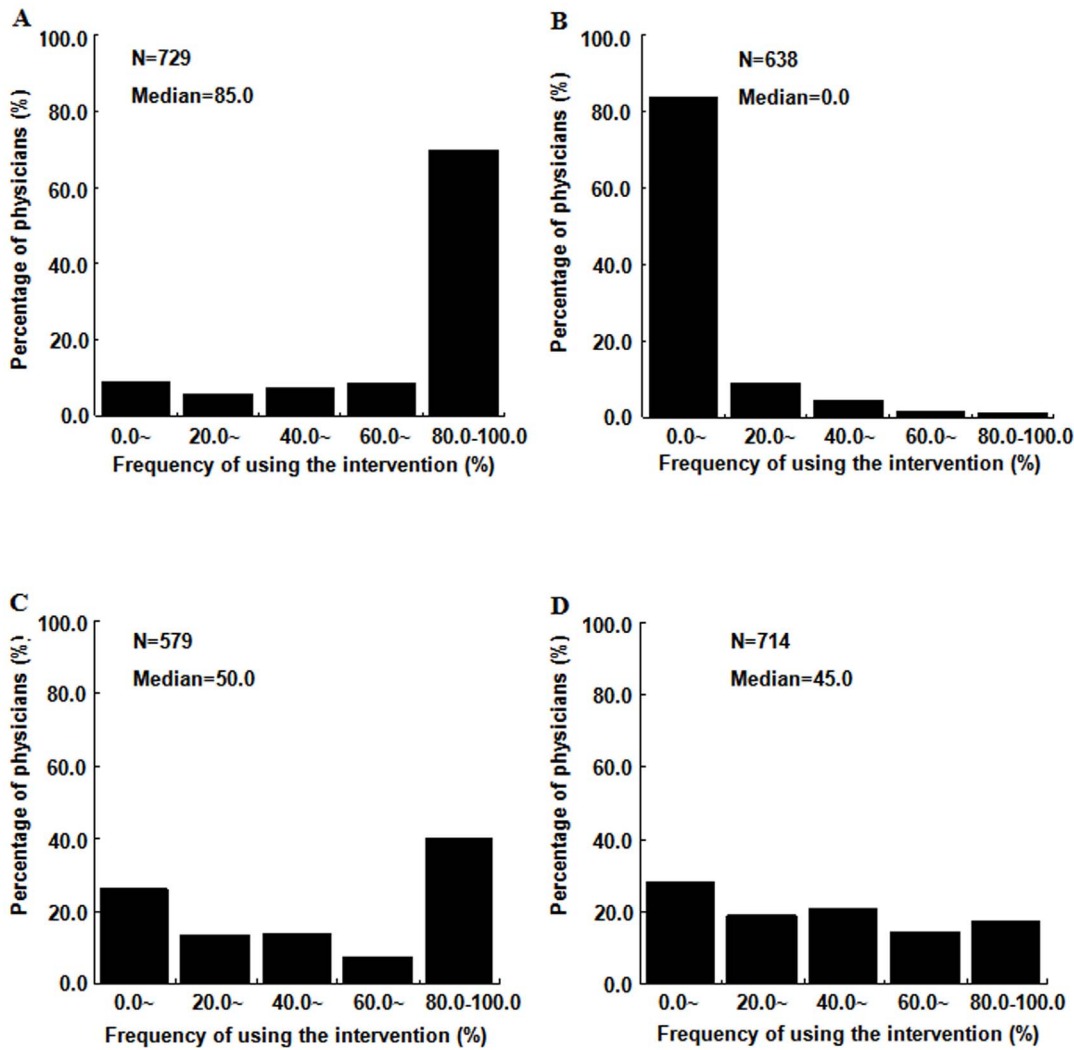 A
100.0
80.0
60.0
40.0
20.0
0.0
Percentage of physicians (%)
N=729
Median=85.0
0.0~ 20.0~ 40.0~ 60.0~ 80.0-100.0
Frequency of using the intervention (%)
B
100.0
80.0
60.0
40.0
20.0
0.0
Percentage of physicians (%)
N=638
Median=0.0
0.0~ 20.0~ 40.0~ 60.0~ 80.0-100.0
Frequency of using the intervention (%)
C
100.0
80.0
60.0
40.0
20.0
0.0
Percentage of physicians (%)
N=579
Median=50.0
0.0~ 20.0~ 40.0~ 60.0~ 80.0-100.0
Frequency of using the intervention (%)
D
100.0
80.0
60.0
40.0
20.0
0.0
Percentage of physicians (%)
N=714
Median=45.0
0.0~ 20.0~ 40.0~ 60.0~ 80.0-100.0
Frequency of using the intervention (%)